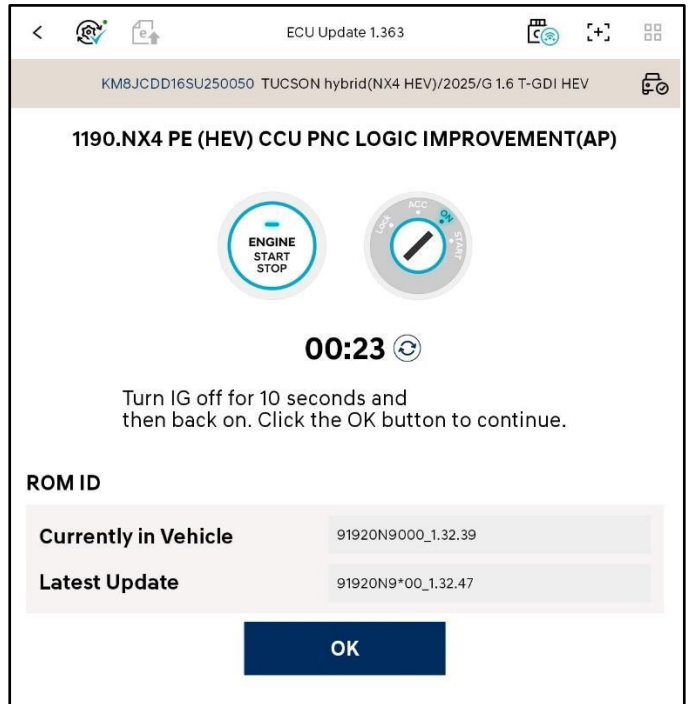 ECU Update 1.363
KM8JCDD16SU250050 TUCSON hybrid(NX4 HEV)/2025/G 1.6 T-GDI HEV
1190.NX4 PE (HEV) CCU PNC LOGIC IMPROVEMENT(AP)
ENGINE
START
STOP
LOCK ACC ON START
00:23
Turn IG off for 10 seconds and
then back on. Click the OK button to continue.
ROM ID
Currently in Vehicle 91920N9000_1.32.39
Latest Update 91920N9*00_1.32.47
OK